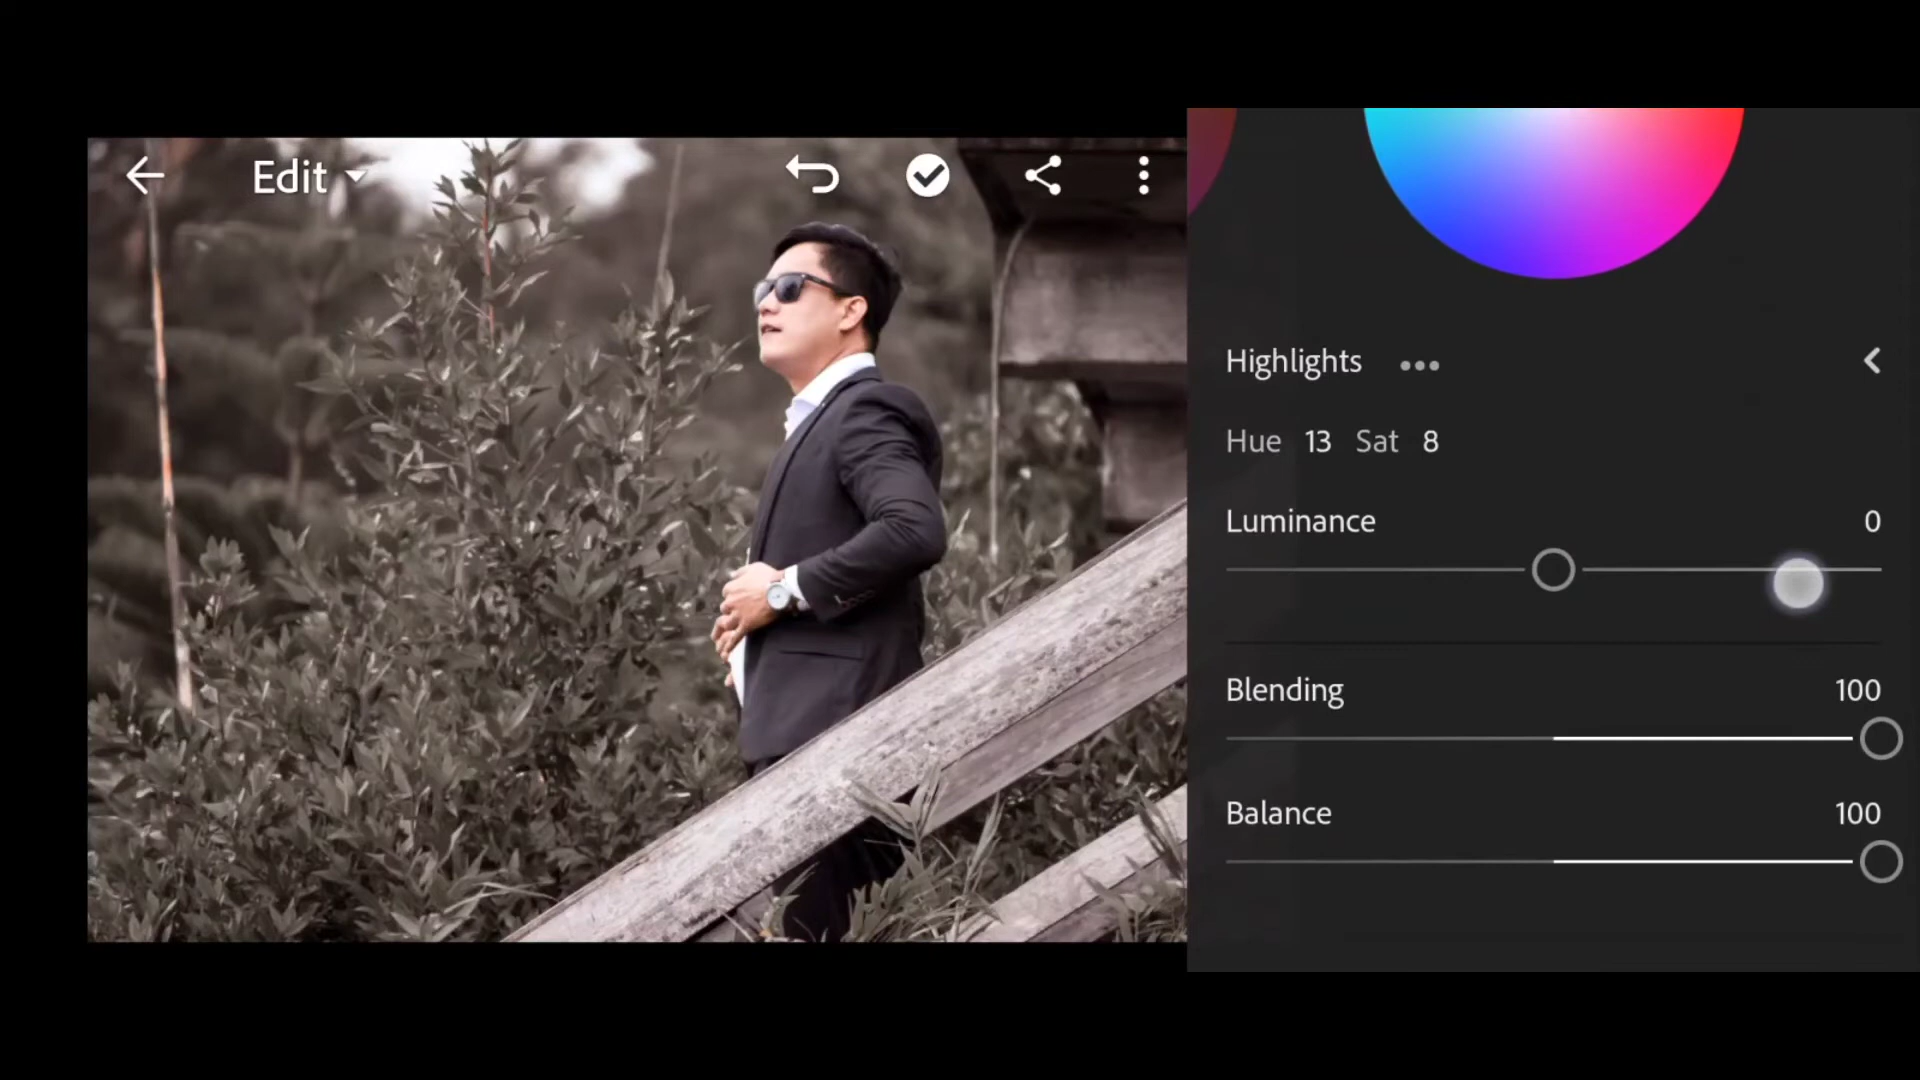 Edit
Highlights
Hue 13 Sat 8
Luminance 0
Blending 100
Balance 100